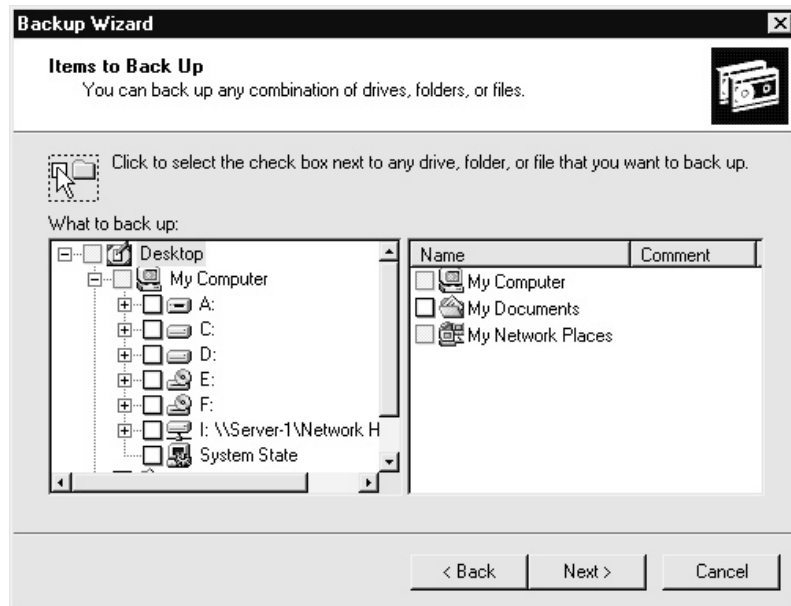 Backup Wizard
Items to Back Up
You can back up any combination of drives, folders, or files.
Click to select the check box next to any drive, folder, or file that you want to back up.
What to back up:
Desktop
My Computer
A:
C:
D:
E:
F:
I: \\Server-1\Network H
System State
Name Comment
My Computer
My Documents
My Network Places
< Back Next > Cancel